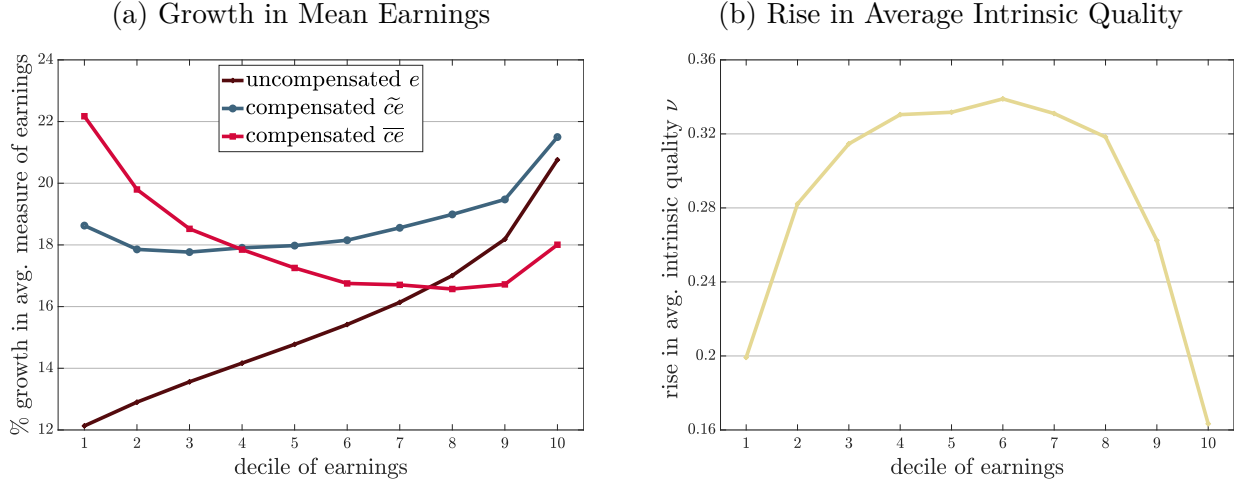 (a) Growth in Mean Earnings
% growth in avg. measure of earnings
24
22
20
18
16
14
12
uncompensated e
compensated c̃e
compensated c̅e̅
1 2 3 4 5 6 7 8 9 10
decile of earnings
(b) Rise in Average Intrinsic Quality
rise in avg. intrinsic quality ν
0.36
0.32
0.28
0.24
0.2
0.16
1 2 3 4 5 6 7 8 9 10
decile of earnings